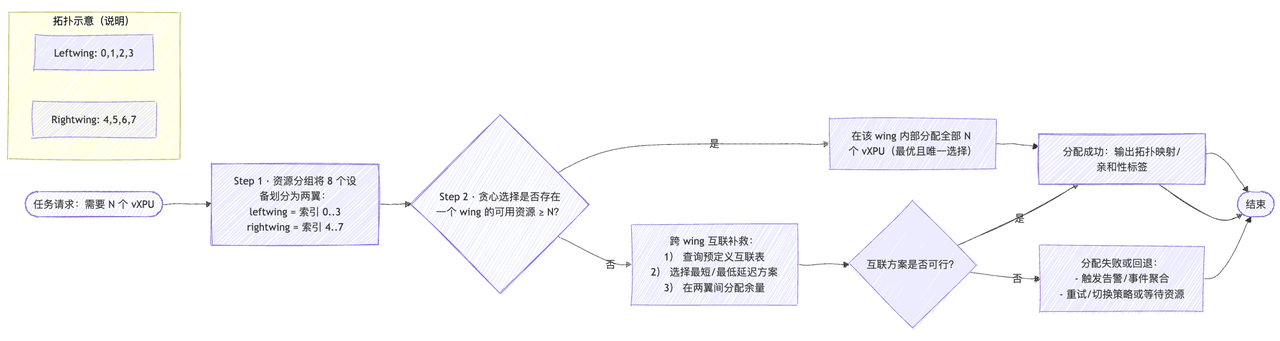 拓扑示意（说明）
Leftwing: 0,1,2,3
Rightwing: 4,5,6,7
任务请求：需要 N 个 vXPU
Step 1 · 资源分组将 8 个设
备划分为两翼：
leftwing = 索引 0..3
rightwing = 索引 4..7
Step 2 · 贪心选择是否存在
一个 wing 的可用资源 ≥ N?
是
在该 wing 内部分配全部 N
个 vXPU（最优且唯一选择）
否
跨 wing 互联补救：
1） 查询预定义互联表
2） 选择最短/最低延迟方案
3） 在两翼间分配余量
互联方案是否可行？
是
分配成功：输出拓扑映射/
亲和性标签
否
分配失败或回退：
- 触发告警/事件聚合
- 重试/切换策略或等待资源
结束